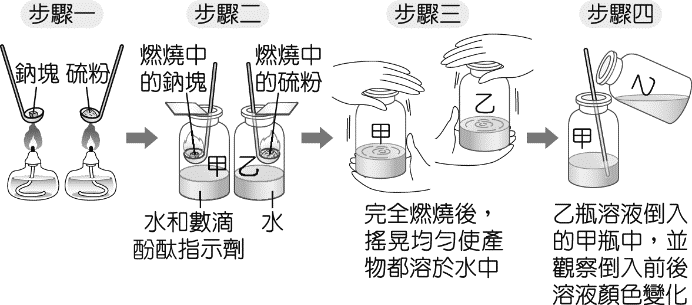 步驟一
步驟二
步驟三
步驟四
鈉塊
硫粉
燃燒中
的鈉塊
燃燒中
的硫粉
甲
乙
水和數滴
酚酞指示劑
水
甲
乙
完全燃燒後，
搖晃均勻使產
物都溶於水中
乙
甲
乙瓶溶液倒入
的甲瓶中，並
觀察倒入前後
溶液顏色變化